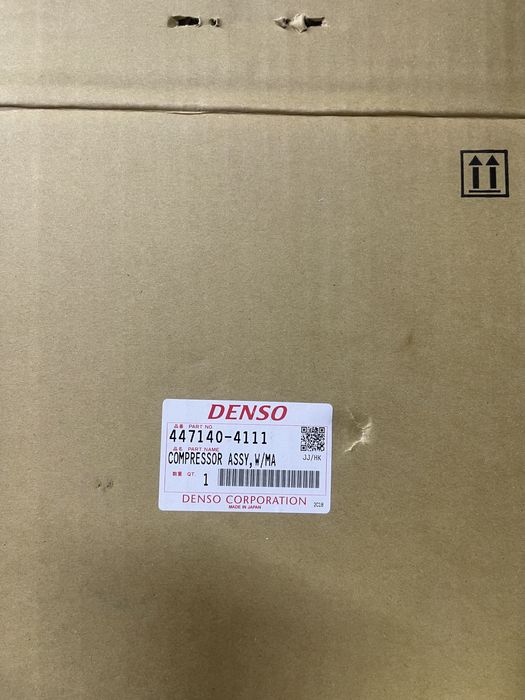 DENSO
品番 PART NO.
447140-4111
品名 PART NAME
COMPRESSOR ASSY,W/MA
JJ/HK
数量 QT. 1
DENSO CORPORATION
MADE IN JAPAN
2C18